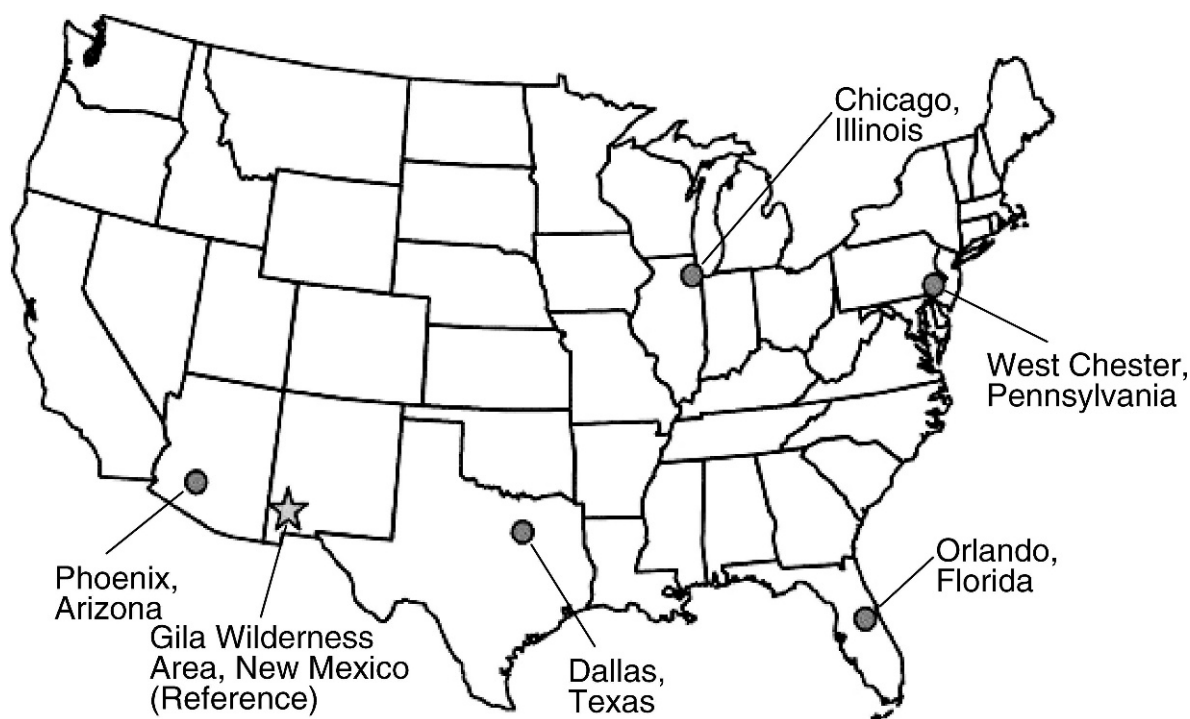 Chicago,
Illinois
West Chester,
Pennsylvania
Orlando,
Florida
Phoenix,
Arizona
Gila Wilderness
Area, New Mexico
(Reference)
Dallas,
Texas